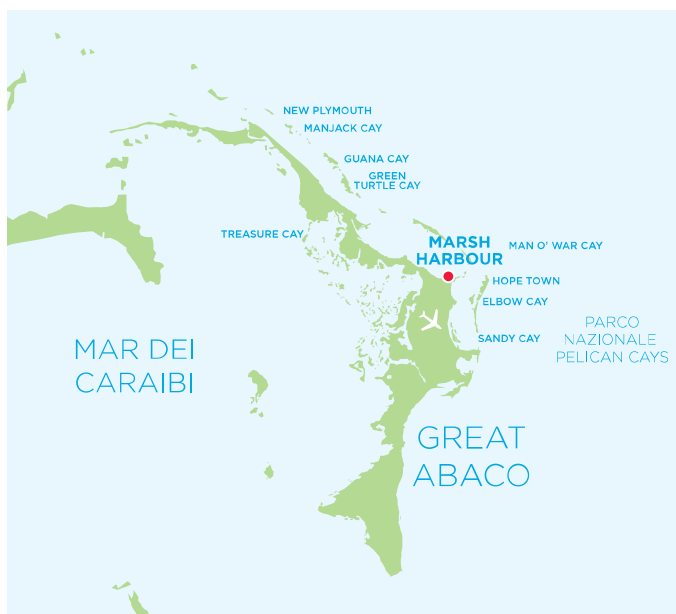 NEW PLYMOUTH
MANJACK CAY
GUANA CAY
GREEN
TURTLE CAY
TREASURE CAY
MARSH
HARBOUR
MAN O' WAR CAY
HOPE TOWN
ELBOW CAY
SANDY CAY
PARCO
NAZIONALE
PELICAN CAYS
MAR DEI
CARAIBI
GREAT
ABACO